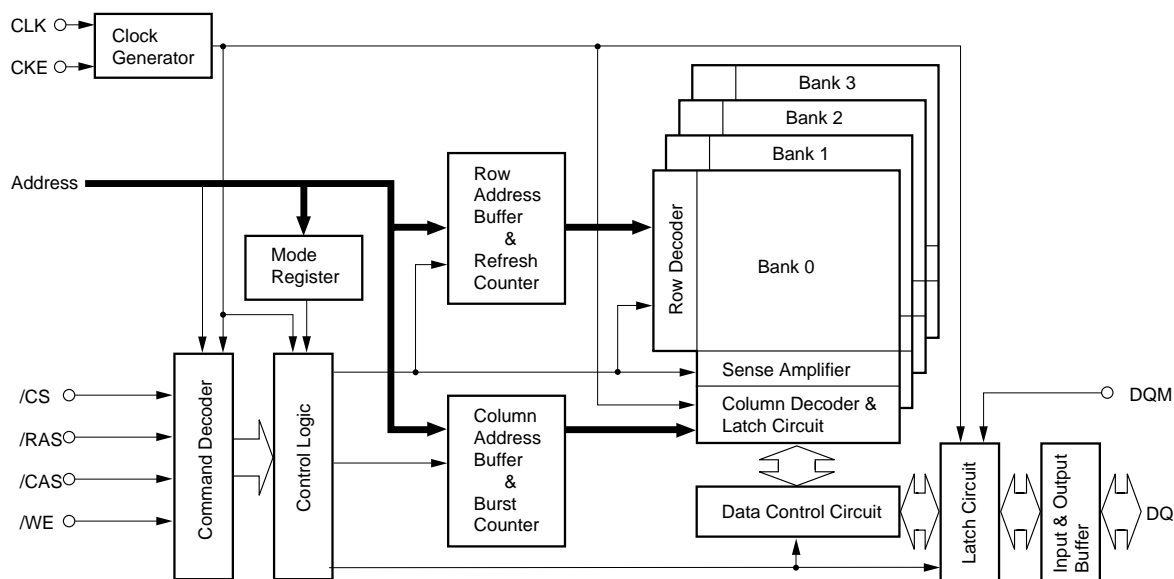 CLK
CKE
Clock
Generator
Bank 3
Bank 2
Bank 1
Address
Row
Address
Buffer
&
Refresh
Counter
Mode
Register
Row Decoder
Bank 0
Sense Amplifier
Column Decoder &
Latch Circuit
/CS
/RAS
/CAS
/WE
Command Decoder
Control Logic
Column
Address
Buffer
&
Burst
Counter
Data Control Circuit
DQM
Latch Circuit
Input & Output
Buffer
DQ